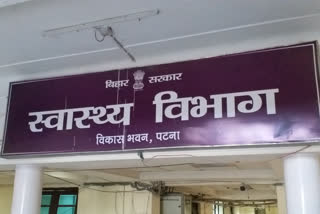 बिहार सरकार
स्वास्थ्य विभाग
विकास भवन, पटना